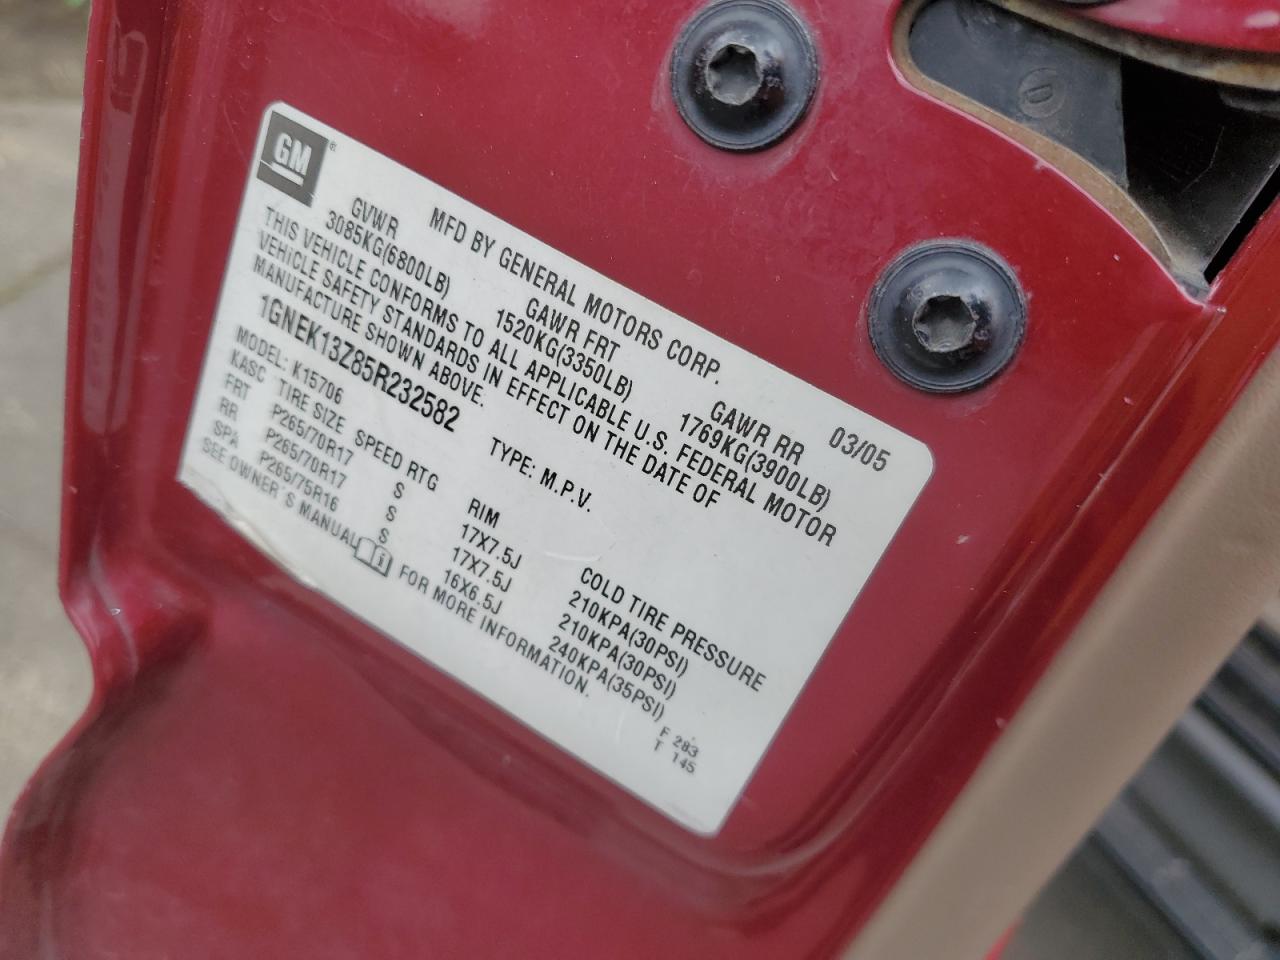 GM®
MFD BY GENERAL MOTORS CORP. 03/05
GVWR GAWR FRT GAWR RR
3085KG(6800LB) 1520KG(3350LB) 1769KG(3900LB)
THIS VEHICLE CONFORMS TO ALL APPLICABLE U.S. FEDERAL MOTOR
VEHICLE SAFETY STANDARDS IN EFFECT ON THE DATE OF
MANUFACTURE SHOWN ABOVE.
1GNEK13Z85R232582 TYPE: M.P.V.
MODEL: K15706
KASC TIRE SIZE SPEED RTG RIM COLD TIRE PRESSURE
FRT P265/70R17 S 17X7.5J 210KPA(30PSI)
RR P265/70R17 S 17X7.5J 210KPA(30PSI)
SPA P265/75R16 S 16X6.5J 240KPA(35PSI)
SEE OWNER'S MANUAL i FOR MORE INFORMATION.
F 283
T 145
D